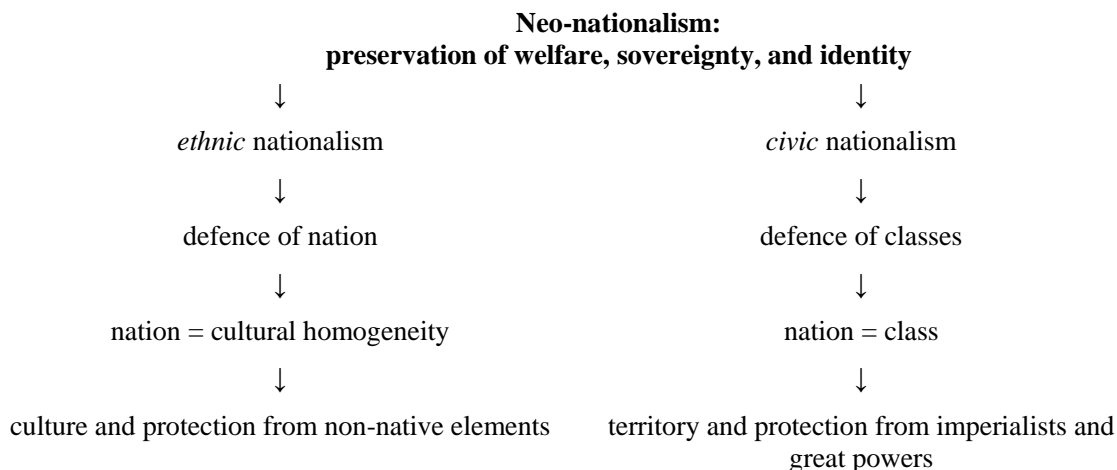 Neo-nationalism:
preservation of welfare, sovereignty, and identity
↓ ↓
ethnic nationalism civic nationalism
↓ ↓
defence of nation defence of classes
↓ ↓
nation = cultural homogeneity nation = class
↓ ↓
culture and protection from non-native elements territory and protection from imperialists and
great powers